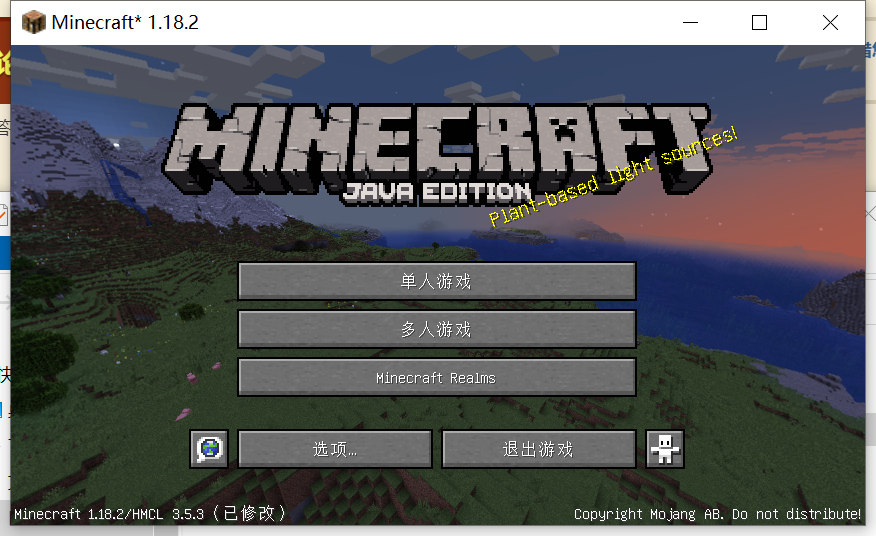 Minecraft* 1.18.2
MINECRAFT
JAVA EDITION
Plant-based light sources!
单人游戏
多人游戏
Minecraft Realms
选项...
退出游戏
Minecraft 1.18.2/HMCL 3.5.3 (已修改)
Copyright Mojang AB. Do not distribute!